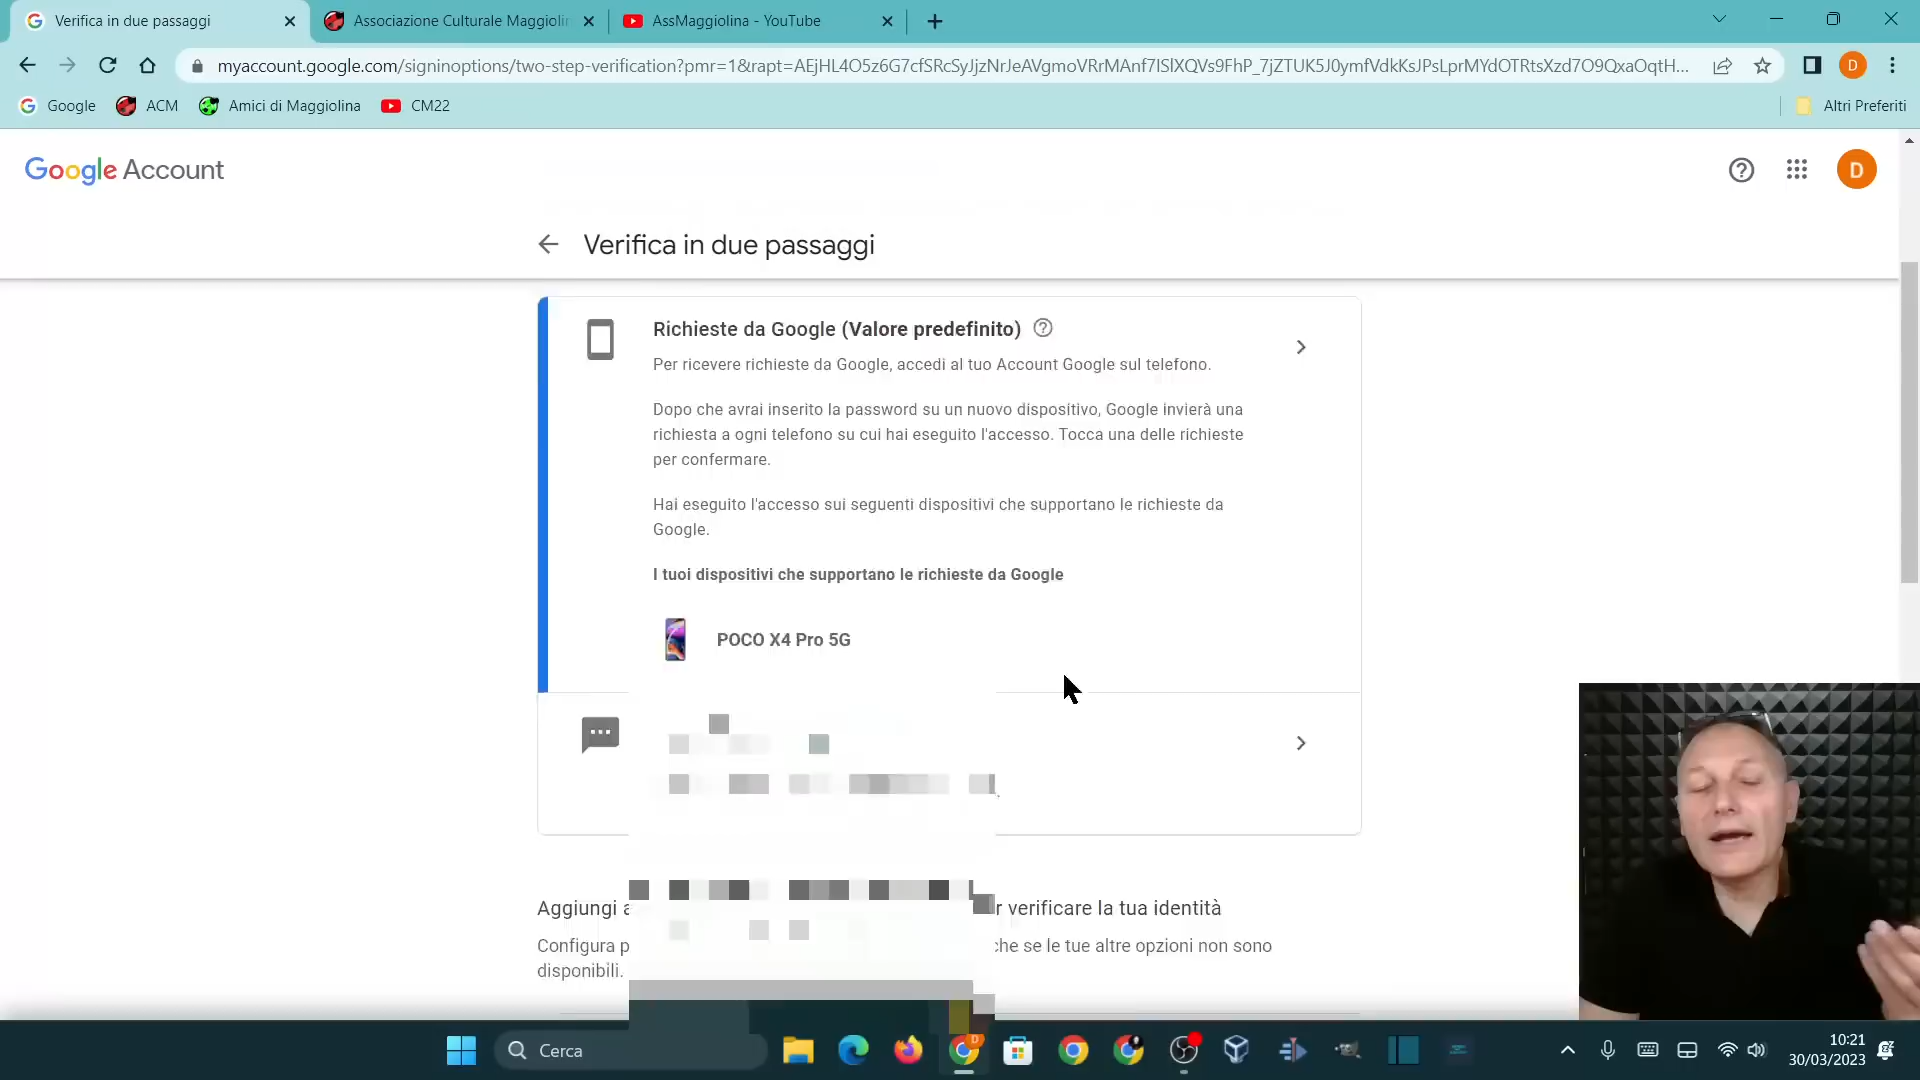 Verifica in due passaggi
Associazione Culturale Maggiolin
AssMaggiolina - YouTube
myaccount.google.com/signinoptions/two-step-verification?pmr=1&rapt=AEjHL4O5z6G7cfSRcSyJjzNrJeAVgmoVRrMAnf7ISlXQVs9FhP_7jZTUK5J0ymfVdkKsJPsLprMYdOTRtsXzd7O9QxaOqtH...
D
Google
ACM
Amici di Maggiolina
CM22
Altri Preferiti
Google Account
D
Verifica in due passaggi
Richieste da Google (Valore predefinito)
Per ricevere richieste da Google, accedi al tuo Account Google sul telefono.
Dopo che avrai inserito la password su un nuovo dispositivo, Google invierà una
richiesta a ogni telefono su cui hai eseguito l'accesso. Tocca una delle richieste
per confermare.
Hai eseguito l'accesso sui seguenti dispositivi che supportano le richieste da
Google.
I tuoi dispositivi che supportano le richieste da Google
POCO X4 Pro 5G
Aggiungi verificare la tua identità
Configura se le tue altre opzioni non sono
disponibili.
Cerca
10:21
30/03/2023